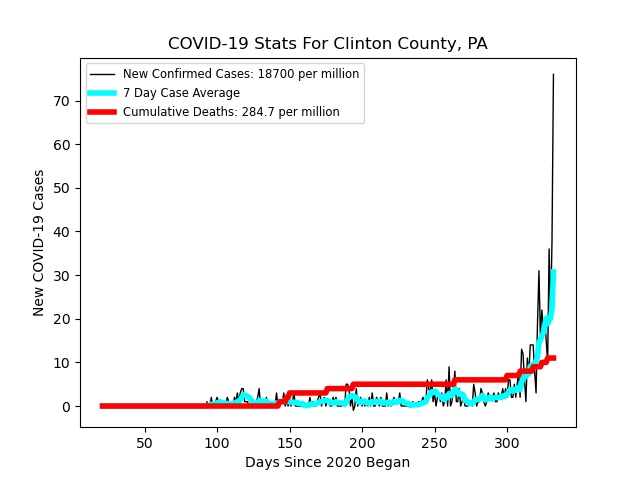 COVID-19 Stats For Clinton County, PA
New Confirmed Cases: 18700 per million
7 Day Case Average
Cumulative Deaths: 284.7 per million
New COVID-19 Cases
70
60
50
40
30
20
10
0
50 100 150 200 250 300
Days Since 2020 Began